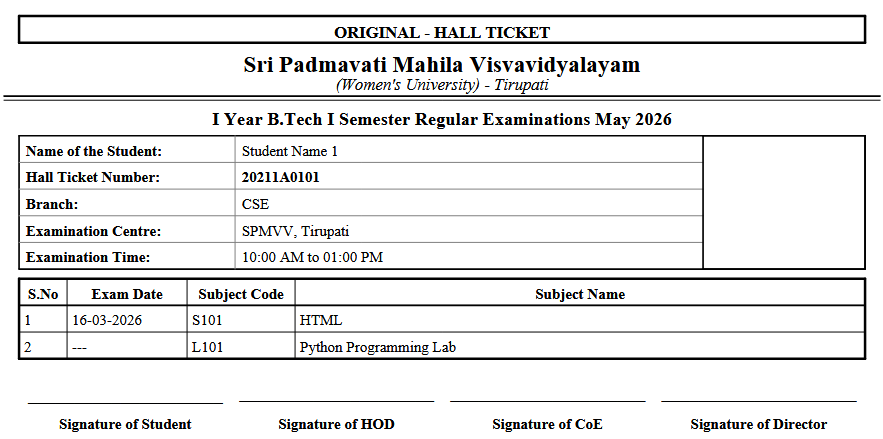 ORIGINAL - HALL TICKET
Sri Padmavati Mahila Visvavidyalayam
(Women's University) - Tirupati
I Year B.Tech I Semester Regular Examinations May 2026
Name of the Student: Student Name 1
Hall Ticket Number: 20211A0101
Branch: CSE
Examination Centre: SPMVV, Tirupati
Examination Time: 10:00 AM to 01:00 PM
S.No Exam Date Subject Code Subject Name
1 16-03-2026 S101 HTML
2 --- L101 Python Programming Lab
Signature of Student Signature of HOD Signature of CoE Signature of Director